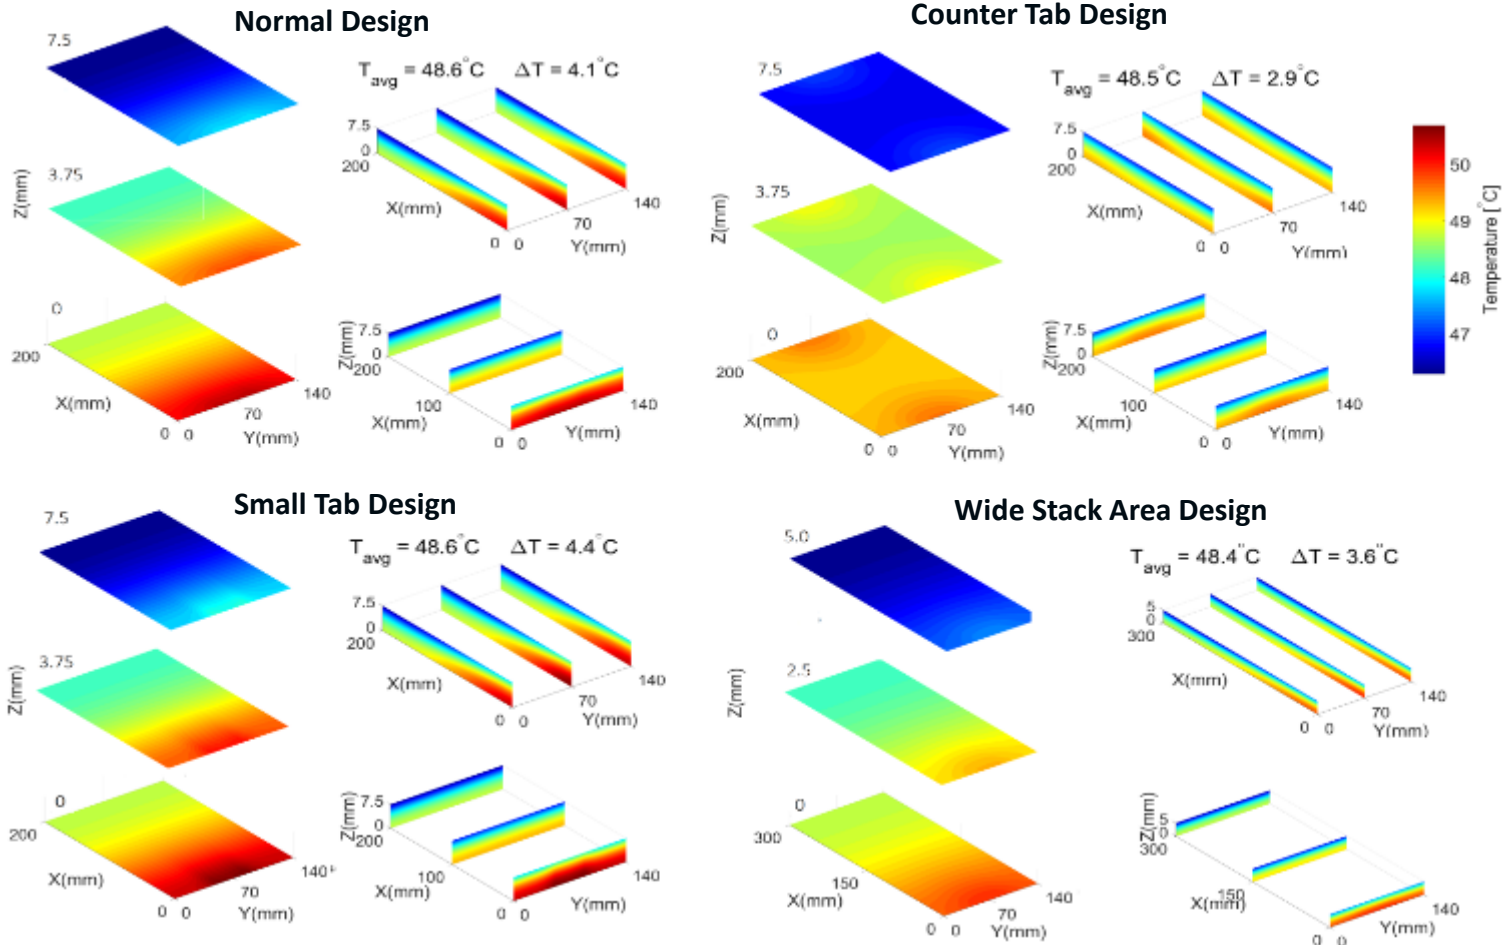 Normal Design
T avg = 48.6°C ΔT = 4.1°C
7.5
3.75
0
Z(mm)
200
X(mm)
0 0
70
140
Y(mm)
7.5
0
200
X(mm)
0 0
70
140
Y(mm)
Z(mm)
7.5
0
200
100
X(mm)
0 0
140
Y(mm)
Counter Tab Design
T avg = 48.5°C ΔT = 2.9°C
7.5
3.75
0
Z(mm)
200
X(mm)
0 0
70
140
Y(mm)
7.5
0
200
X(mm)
0 0
70
140
Y(mm)
Z(mm)
7.5
0
200
100
X(mm)
0 0
140
Y(mm)
50
49
48
47
Temperature [°C]
Small Tab Design
T avg = 48.6°C ΔT = 4.4°C
7.5
3.75
0
Z(mm)
200
X(mm)
0 0
70
140
Y(mm)
7.5
0
200
X(mm)
0 0
70
140
Y(mm)
Z(mm)
7.5
0
200
100
X(mm)
0 0
140
Y(mm)
Wide Stack Area Design
T avg = 48.4°C ΔT = 3.6°C
5.0
2.5
0
Z(mm)
300
150
X(mm)
0 0
70
140
Y(mm)
5
0
300
X(mm)
0 0
70
140
Y(mm)
Z(mm)
5
0
300
150
X(mm)
0 0
140
Y(mm)